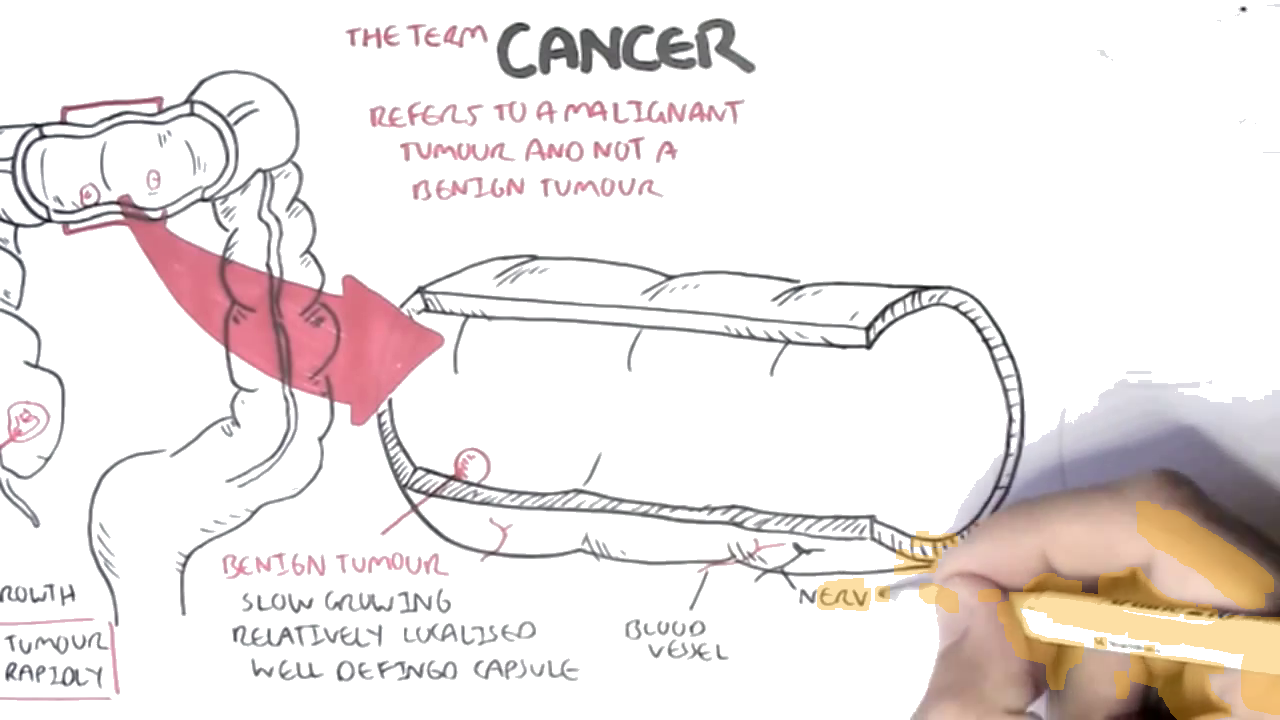 THE TERM CANCER
REFERS TO A MALIGNANT
TUMOUR AND NOT A
BENIGN TUMOUR
BENIGN TUMOUR
SLOW GROWING
RELATIVELY LOCALISED
WELL DEFINGD CAPSULE
BLOOD
VESSEL
NERV
ROWTH
TUMOUR
RAPIDLY